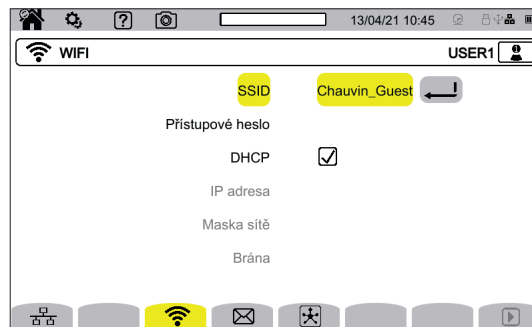 13/04/21 10:45
WIFI
USER1
SSID
Chauvin_Guest
Přístupové heslo
DHCP
IP adresa
Maska sítě
Brána